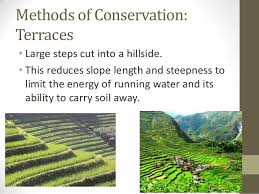 Methods of Conservation:
Terraces
• Large steps cut into a hillside.
• This reduces slope length and steepness to
limit the energy of running water and its
ability to carry soil away.